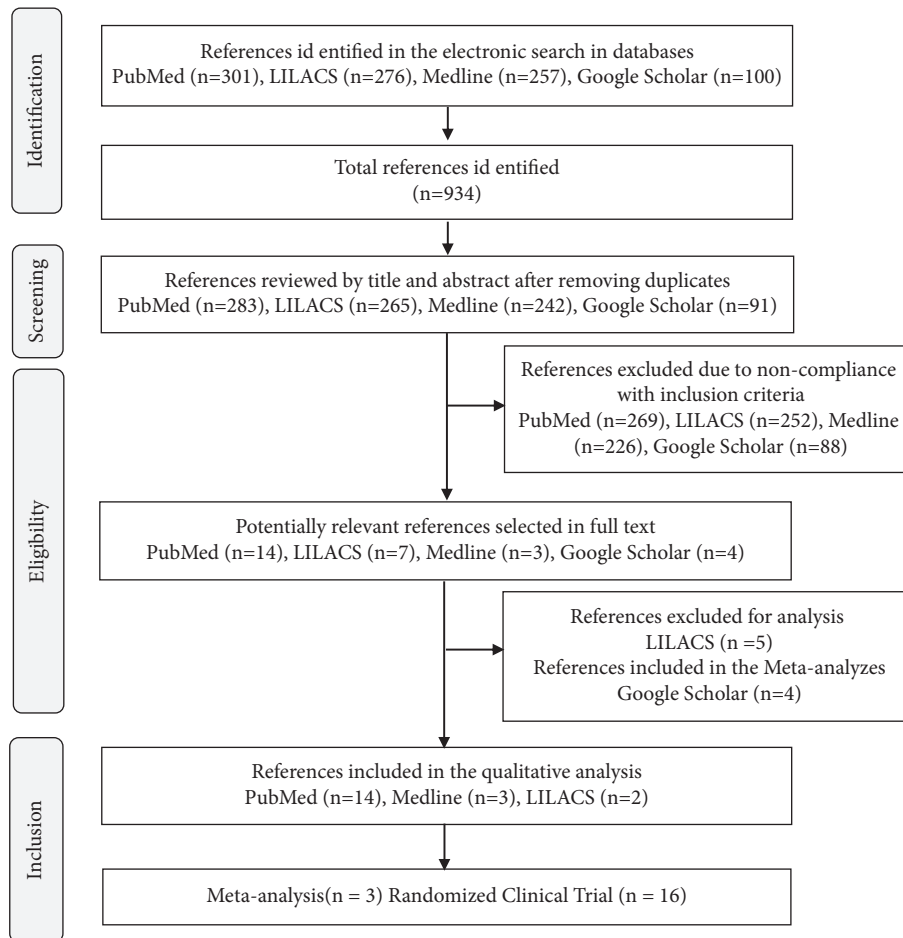 Identification
References id entified in the electronic search in databases
PubMed (n=301), LILACS (n=276), Medline (n=257), Google Scholar (n=100)
Total references id entified
(n=934)
Screening
References reviewed by title and abstract after removing duplicates
PubMed (n=283), LILACS (n=265), Medline (n=242), Google Scholar (n=91)
Eligibility
References excluded due to non-compliance
with inclusion criteria
PubMed (n=269), LILACS (n=252), Medline
(n=226), Google Scholar (n=88)
Potentially relevant references selected in full text
PubMed (n=14), LILACS (n=7), Medline (n=3), Google Scholar (n=4)
References excluded for analysis
LILACS (n =5)
References included in the Meta-analyzes
Google Scholar (n=4)
Inclusion
References included in the qualitative analysis
PubMed (n=14), Medline (n=3), LILACS (n=2)
Meta-analysis(n = 3) Randomized Clinical Trial (n = 16)